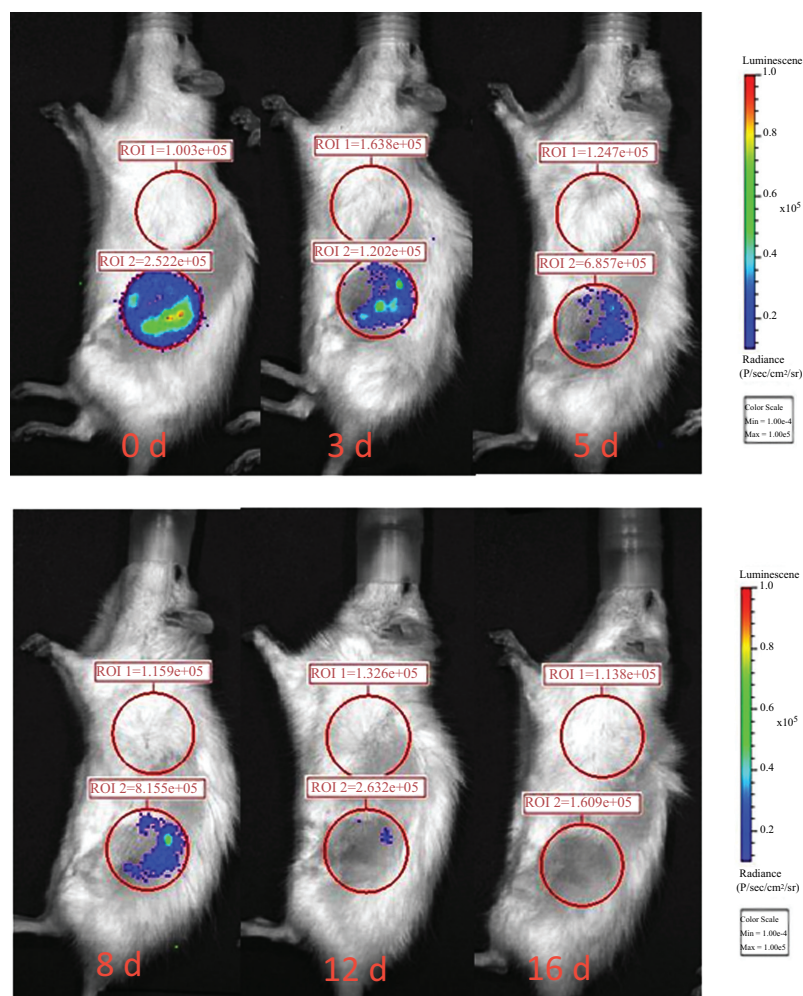 ROI 1=1.003e+05
ROI 2=2.522e+05
0 d
ROI 1=1.638e+05
ROI 2=1.202e+05
3 d
ROI 1=1.247e+05
ROI 2=6.857e+05
5 d
Luminescene
1.0
0.8
0.6
x10⁵
0.4
0.2
Radiance
(P/sec/cm²/sr)
Color Scale
Min = 1.00e-4
Max = 1.00e5
ROI 1=1.159e+05
ROI 2=8.155e+05
8 d
ROI 1=1.326e+05
ROI 2=2.632e+05
12 d
ROI 1=1.138e+05
ROI 2=1.609e+05
16 d
Luminescene
1.0
0.8
0.6
x10⁵
0.4
0.2
Radiance
(P/sec/cm²/sr)
Color Scale
Min = 1.00e-4
Max = 1.00e5